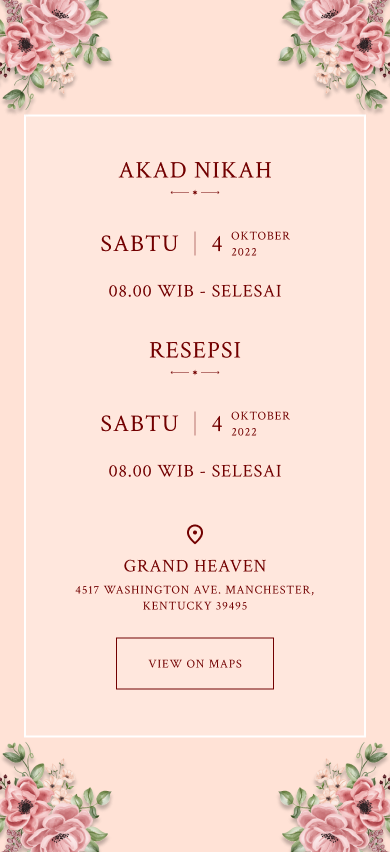 AKAD NIKAH
SABTU | 4 OKTOBER
2022
08.00 WIB - SELESAI
RESEPSI
SABTU | 4 OKTOBER
2022
08.00 WIB - SELESAI
GRAND HEAVEN
4517 WASHINGTON AVE. MANCHESTER,
KENTUCKY 39495
VIEW ON MAPS